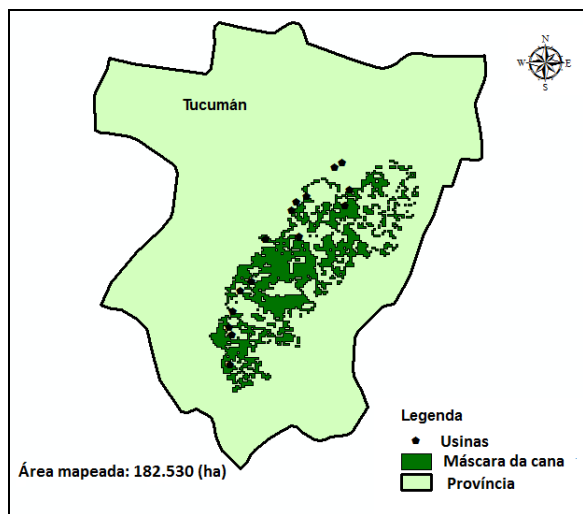 Tucumán
N
W E
S
Legenda
Usinas
Máscara da cana
Província
Área mapeada: 182.530 (ha)